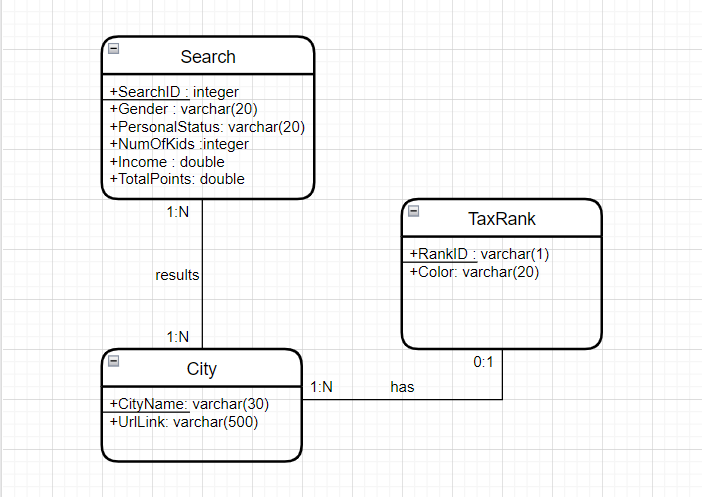 Search
+SearchID : integer
+Gender : varchar(20)
+PersonalStatus: varchar(20)
+NumOfKids :integer
+Income : double
+TotalPoints: double
1:N
results
1:N
TaxRank
+RankID : varchar(1)
+Color: varchar(20)
0:1
City
+CityName: varchar(30)
+UrlLink: varchar(500)
1:N
has